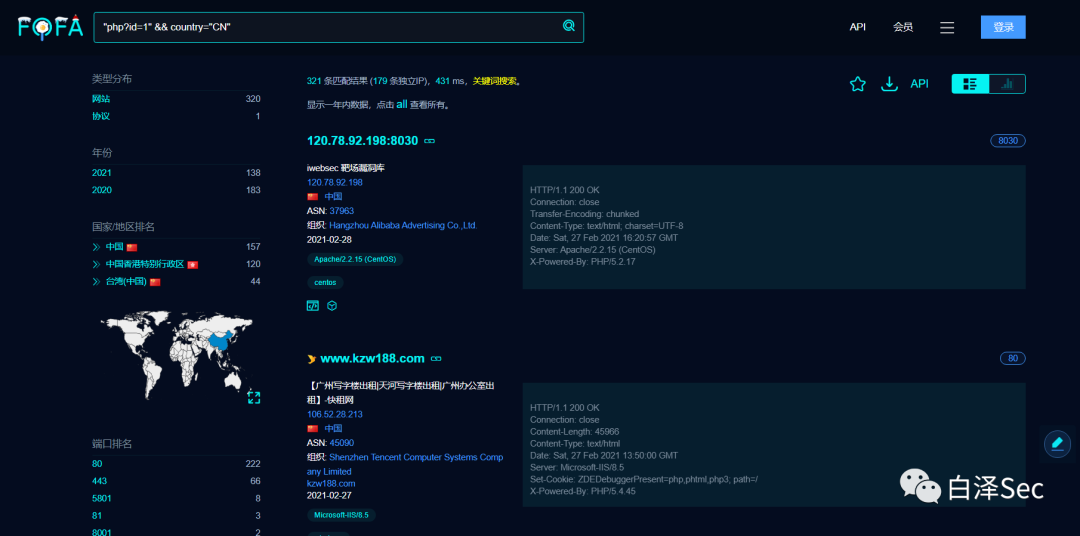 FOFA
"php?id=1" && country="CN"
API
会员
登录
类型分布
网站 320
协议 1
年份
2021 138
2020 183
国家/地区排名
中国 157
中国香港特别行政区 120
台湾(中国) 44
端口排名
80 222
443 66
5801 8
81 3
8001 2
321 条匹配结果 (179 条独立IP)，431 ms，关键词搜索。
显示一年内数据，点击 all 查看所有。
API
120.78.92.198:8030
8030
iwebsec 靶场漏洞库
120.78.92.198
中国
ASN: 37963
组织: Hangzhou Alibaba Advertising Co.,Ltd.
2021-02-28
Apache/2.2.15 (CentOS)
centos
HTTP/1.1 200 OK
Connection: close
Transfer-Encoding: chunked
Content-Type: text/html; charset=UTF-8
Date: Sat, 27 Feb 2021 16:20:57 GMT
Server: Apache/2.2.15 (CentOS)
X-Powered-By: PHP/5.2.17
www.kzw188.com
80
【广州写字楼出租|天河写字楼出租|广州办公室出
租】-快租网
106.52.28.213
中国
ASN: 45090
组织: Shenzhen Tencent Computer Systems Comp
any Limited
kzw188.com
2021-02-27
Microsoft-IIS/8.5
HTTP/1.1 200 OK
Connection: close
Content-Length: 45966
Content-Type: text/html
Date: Sat, 27 Feb 2021 13:50:00 GMT
Server: Microsoft-IIS/8.5
Set-Cookie: ZDEDebuggerPresent=php,phtml,php3; path=/
X-Powered-By: PHP/5.4.45
白泽Sec